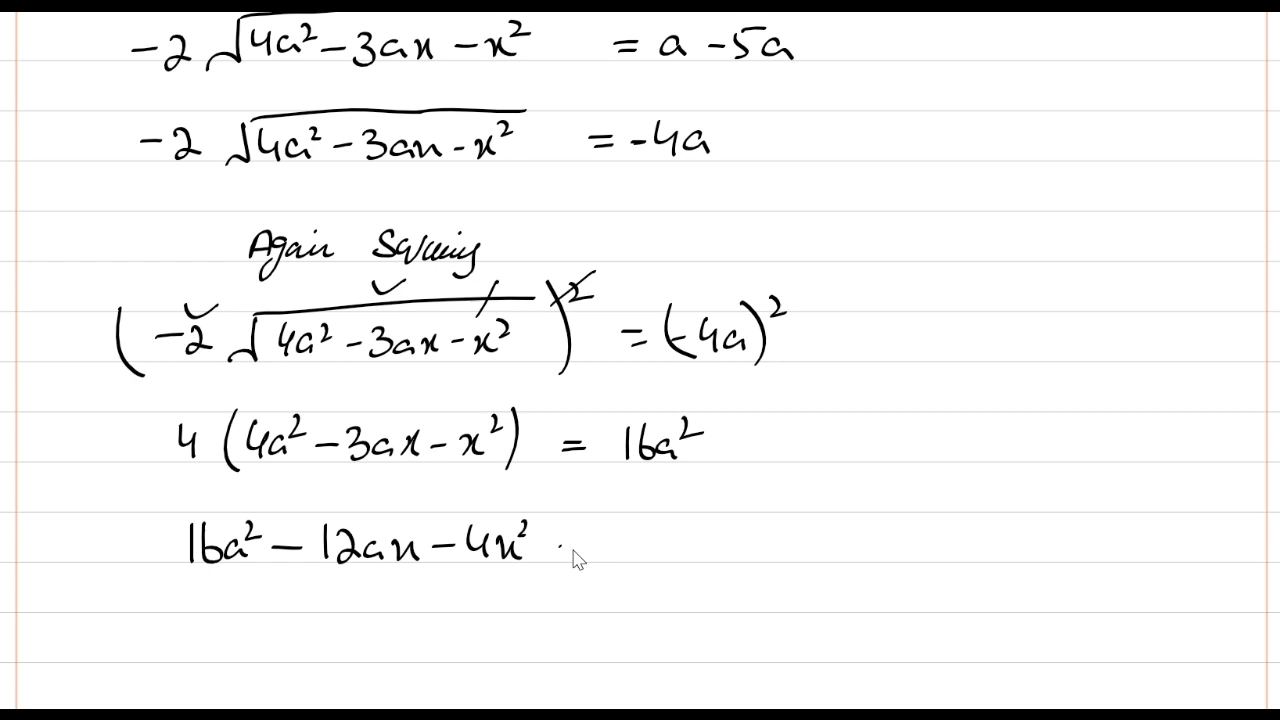 -2 √4a² - 3ax - x² = a - 5a
-2 √4a² - 3ax - x² = -4a
Again Squaring
(-2 √4a² - 3ax - x²)² = (-4a)²
4 (4a² - 3ax - x²) = 16a²
16a² - 12ax - 4x²